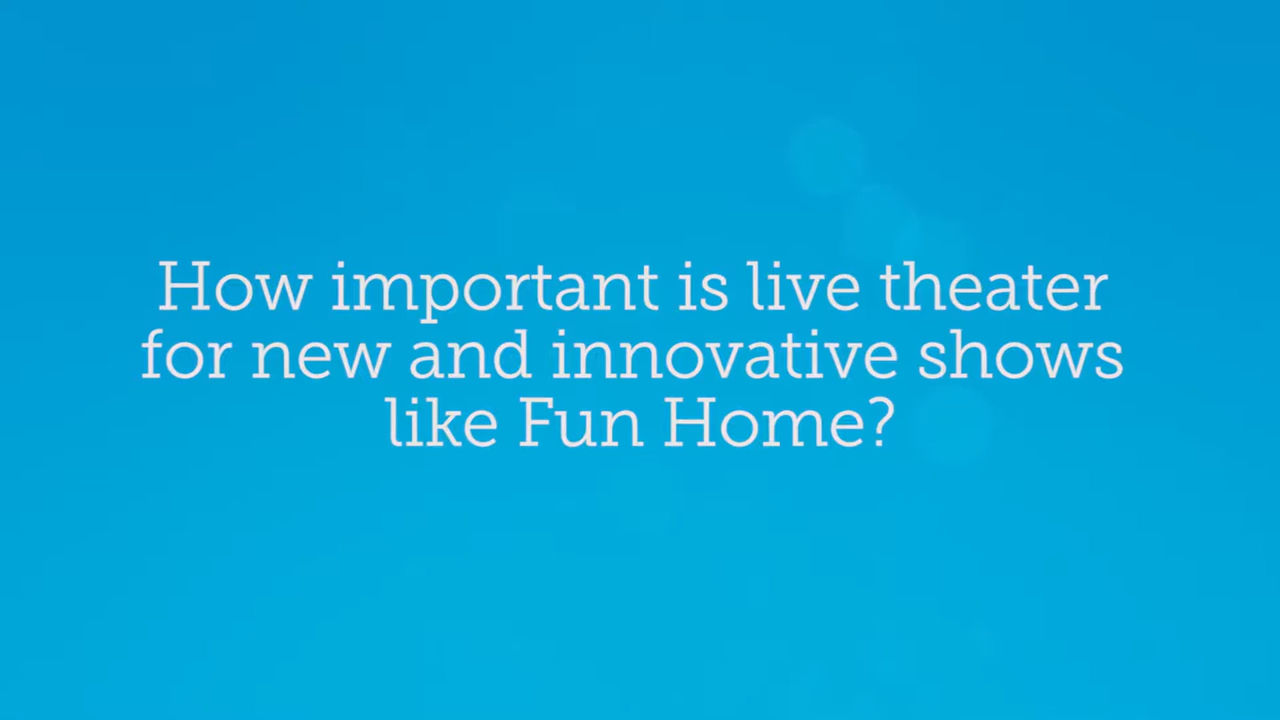 How important is live theater
for new and innovative shows
like Fun Home?